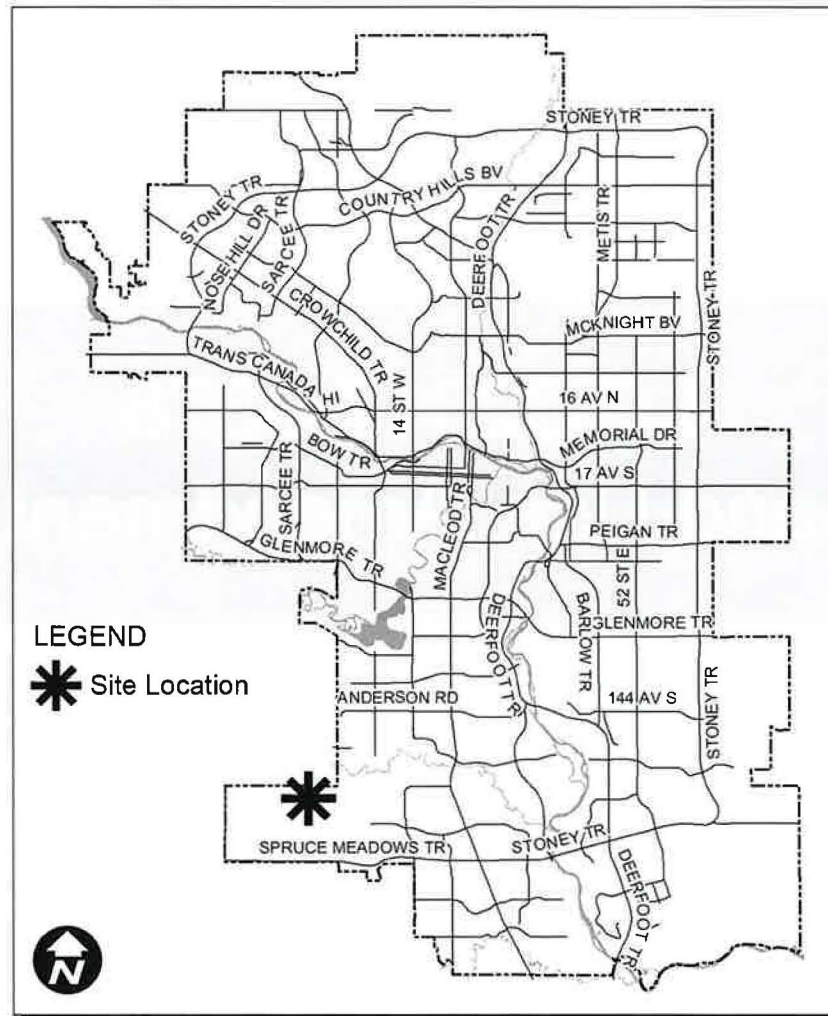 STONEY TR
STONEY TR
COUNTRY HILLS BV
NOSE HILL DR
SARCEE TR
DEERFOOT TR
METIS TR
STONEY TR
CROWCHILD TR
MCKNIGHT BV
TRANS CANADA HI
14 ST W
16 AV N
BOW TR
MEMORIAL DR
17 AV S
SARCEE TR
MACLEOD TR
PEIGAN TR
GLENMORE TR
52 ST E
DEERFOOT TR
BARLOW TR
GLENMORE TR
LEGEND
Site Location
ANDERSON RD
144 AV S
STONEY TR
SPRUCE MEADOWS TR
STONEY TR
DEERFOOT TR
N